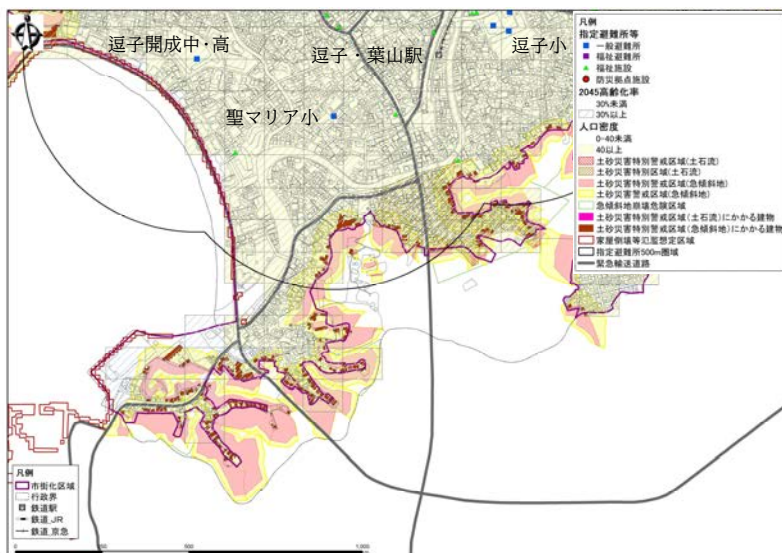 逗子開成中・高
逗子・葉山駅
逗子小
聖マリア小
凡例
指定避難所等
一般避難所
福祉避難所
福祉施設
防災拠点施設
2045高齢化率
30%未満
30%以上
人口密度
0-40未満
40以上
土砂災害特別警戒区域(土石流)
土砂災害特別区域(土石流)
土砂災害特別警戒区域(急傾斜地)
土砂災害警戒区域(急傾斜地)
急傾斜地崩壊危険区域
土砂災害特別警戒区域(土石流)にかかる建物
土砂災害特別警戒区域(急傾斜地)にかかる建物
家屋倒壊等氾濫想定区域
指定避難所500m圏域
緊急輸送道路
凡例
市街化区域
行政界
鉄道駅
鉄道_JR
鉄道_京急
0 250 500 1,000